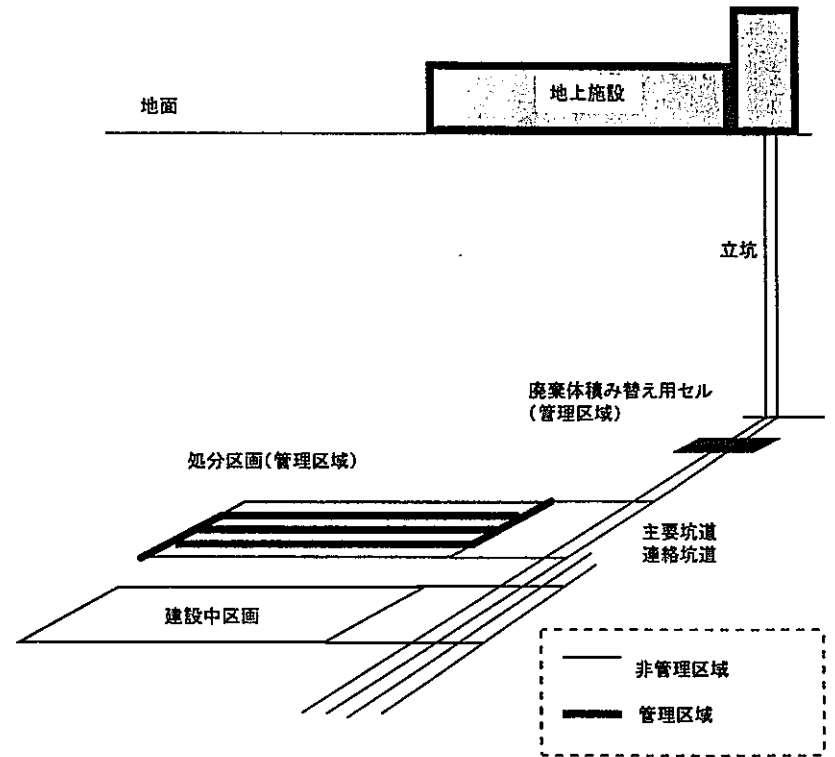 地上施設
地面
立坑
廃棄体積み替え用セル
(管理区域)
処分区画(管理区域)
主要坑道
連絡坑道
建設中区画
非管理区域
管理区域